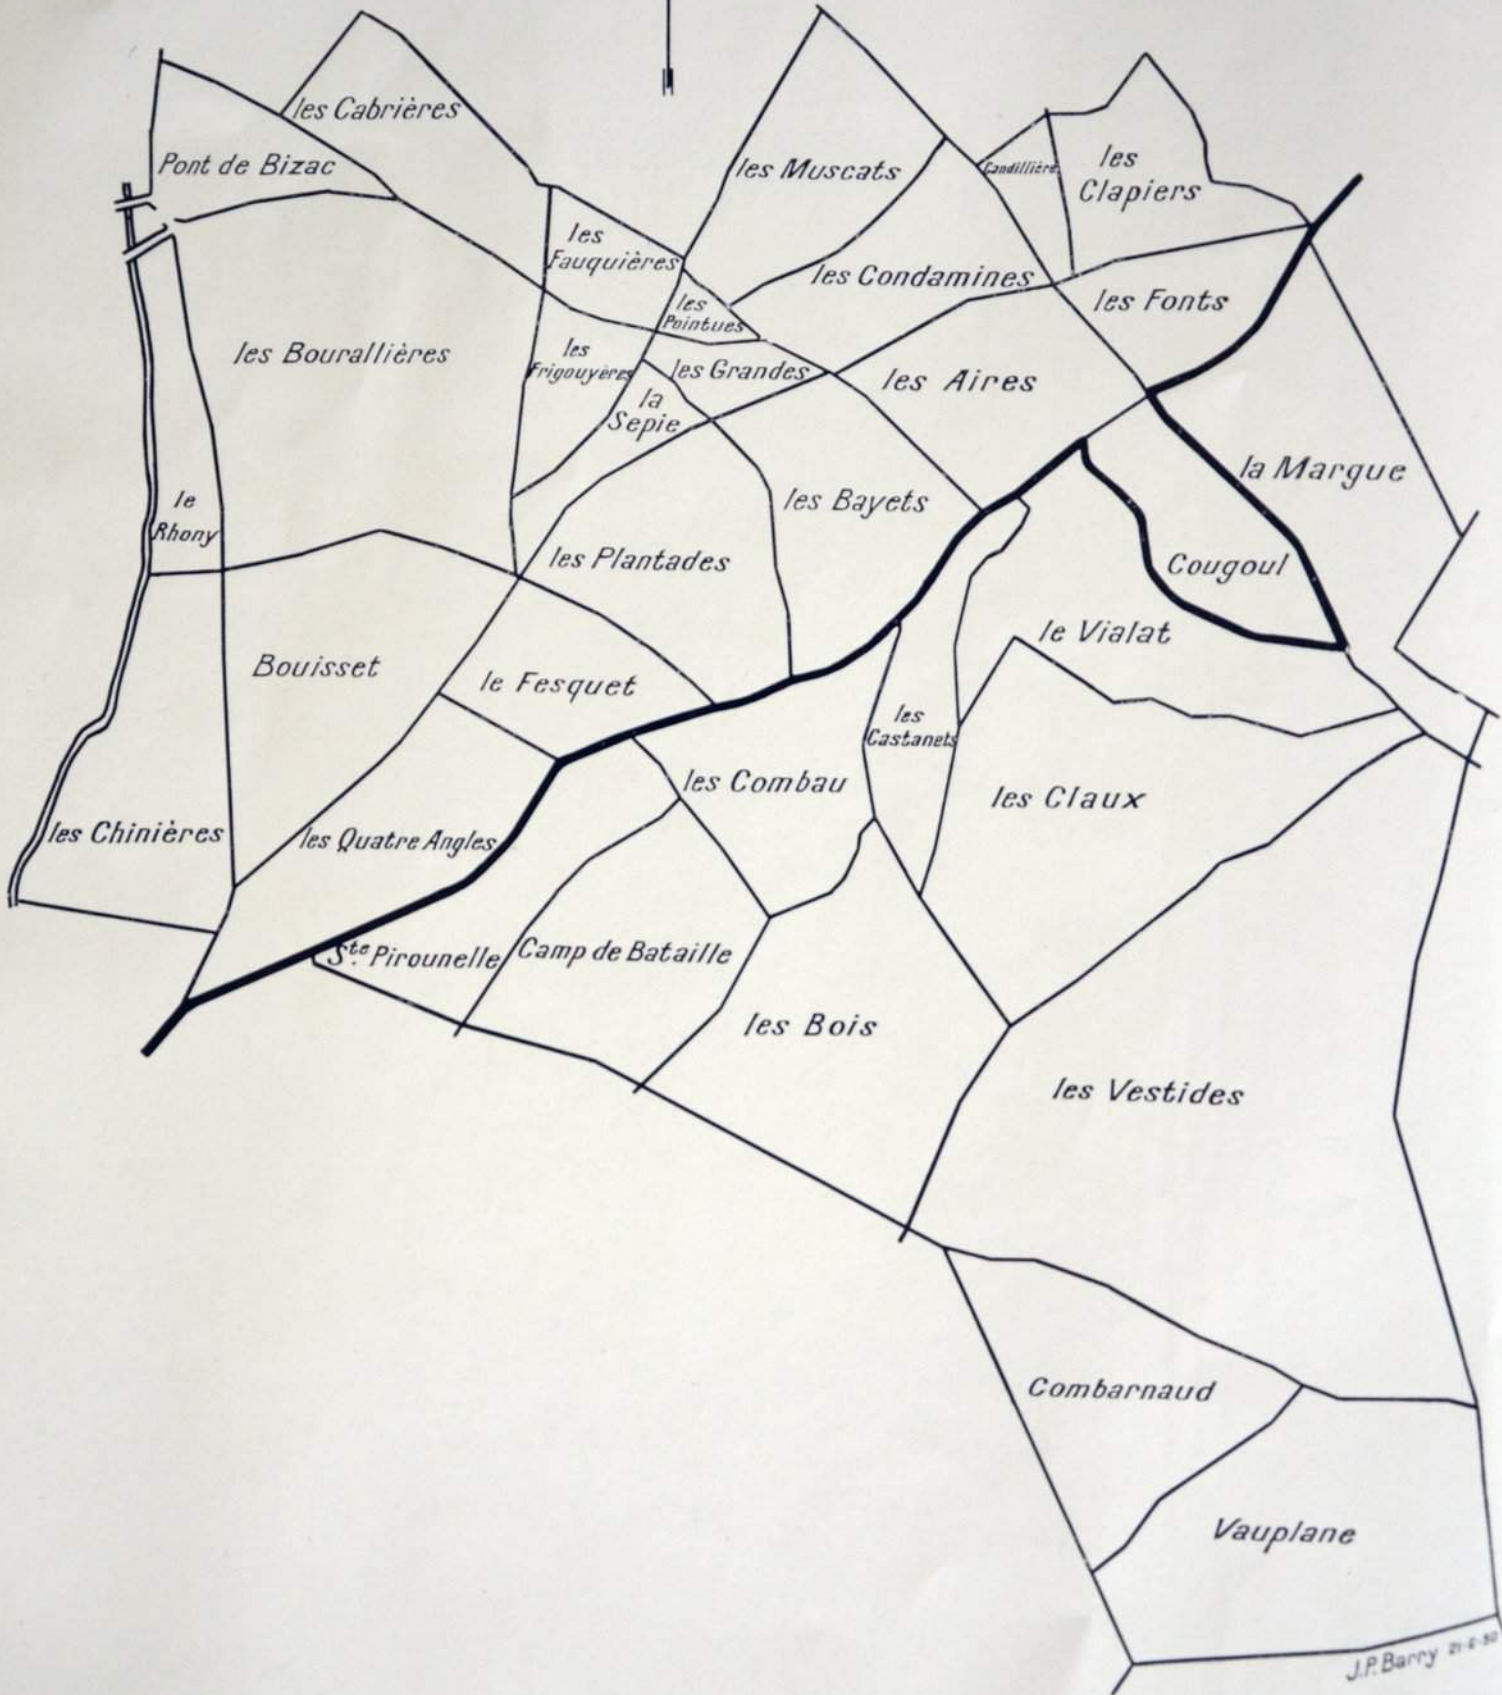 les Cabrières
Pont de Bizac
les Muscats
Candillière
les
Clapiers
les
Fauquières
les Condamines
les
Pointues
les Fonts
les Bourallières
les
Frigouyères
les Grandes
les Aires
la
Sepie
la Margue
le
Rhony
les Bayets
les Plantades
Cougoul
le Vialat
Bouisset
le Fesquet
les
Castanets
les Combau
les Claux
les Chinières
les Quatre Angles
Ste Pirounelle
Camp de Bataille
les Bois
les Vestides
Combarnaud
Vauplane
J.P. Barry